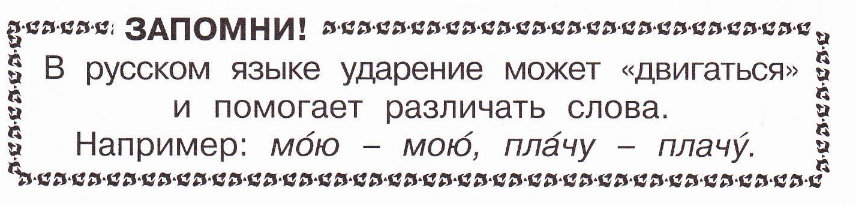 ЗАПОМНИ!
В русском языке ударение может «двигаться»
и помогает различать слова.
Например: мо́ю – мою́, пла́чу – плачу́.